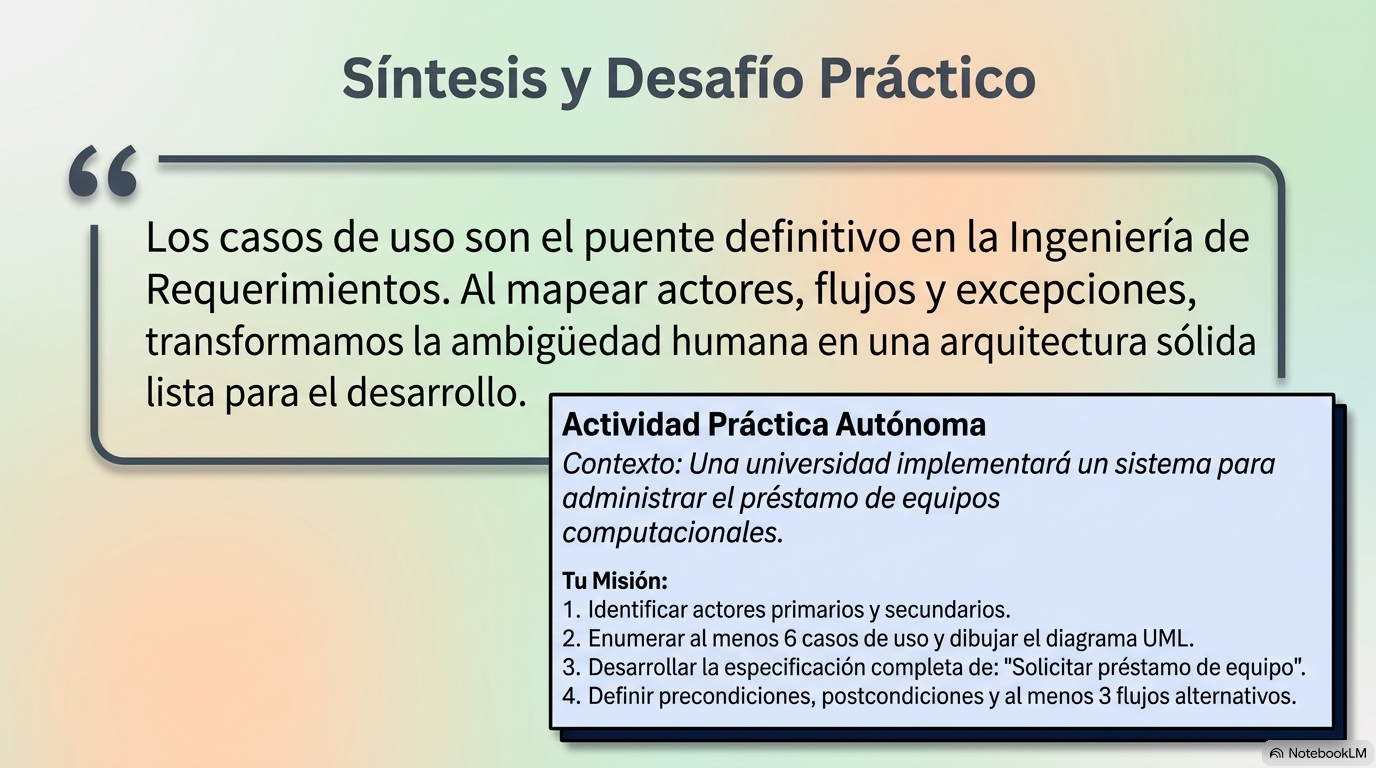 Síntesis y Desafío Práctico
“
Los casos de uso son el puente definitivo en la Ingeniería de
Requerimientos. Al mapear actores, flujos y excepciones,
transformamos la ambigüedad humana en una arquitectura sólida
lista para el desarrollo.
Actividad Práctica Autónoma
Contexto: Una universidad implementará un sistema para
administrar el préstamo de equipos
computacionales.
Tu Misión:
1. Identificar actores primarios y secundarios.
2. Enumerar al menos 6 casos de uso y dibujar el diagrama UML.
3. Desarrollar la especificación completa de: "Solicitar préstamo de equipo".
4. Definir precondiciones, postcondiciones y al menos 3 flujos alternativos.
NotebookLM